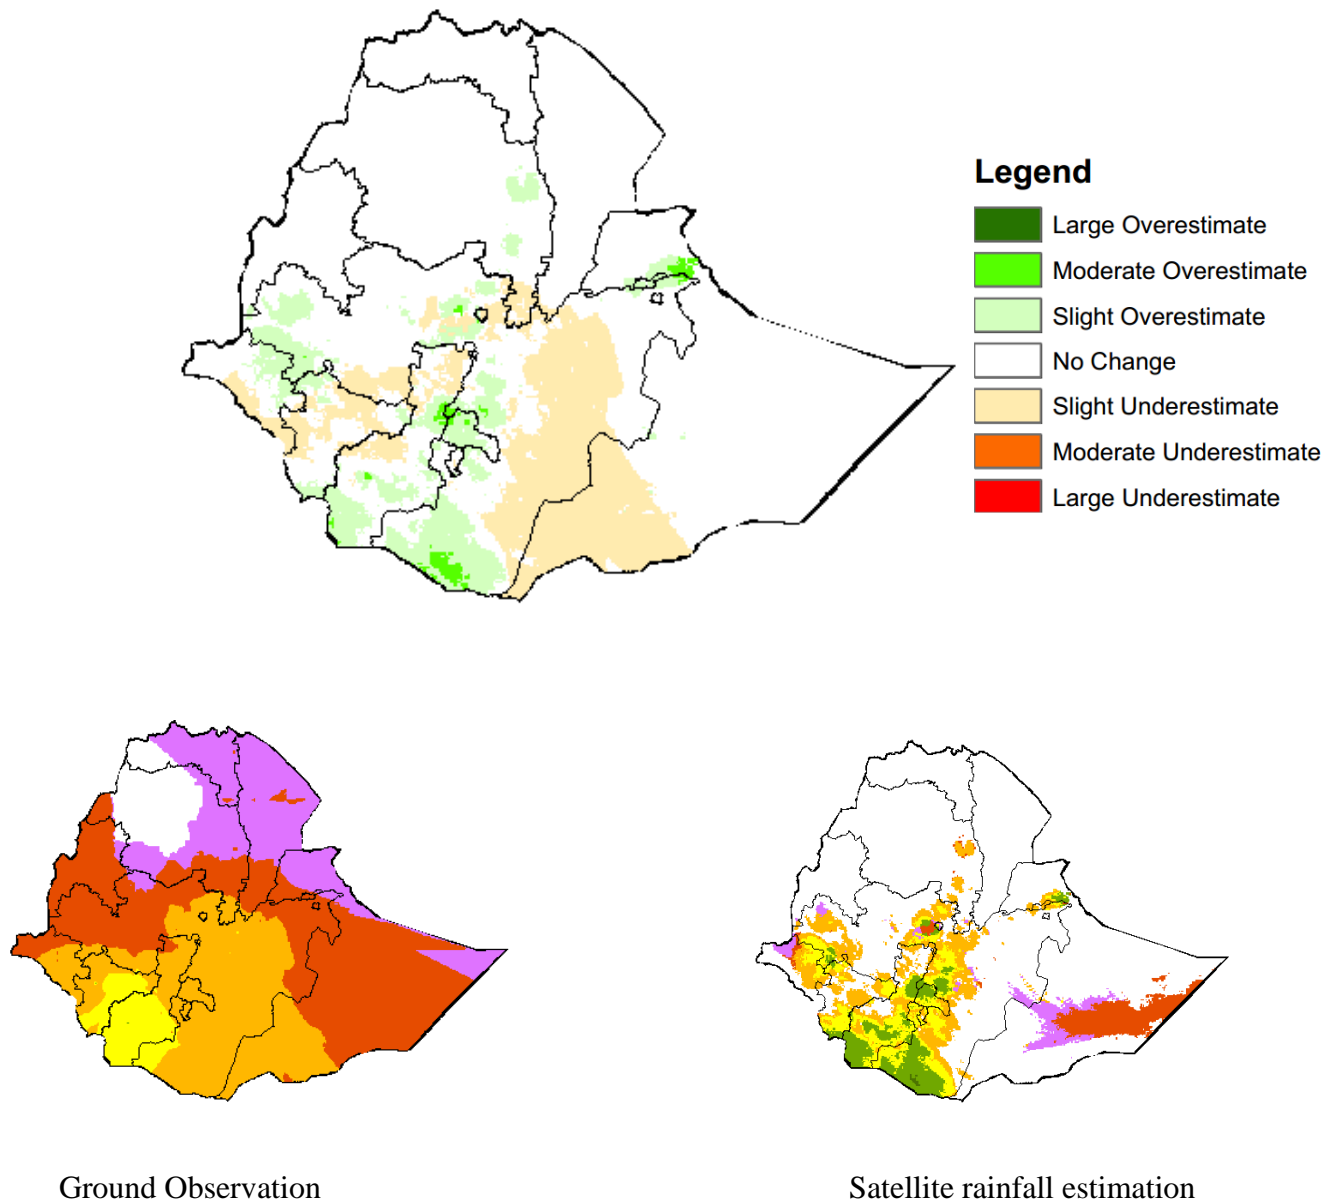 Legend
Large Overestimate
Moderate Overestimate
Slight Overestimate
No Change
Slight Underestimate
Moderate Underestimate
Large Underestimate
Ground Observation
Satellite rainfall estimation